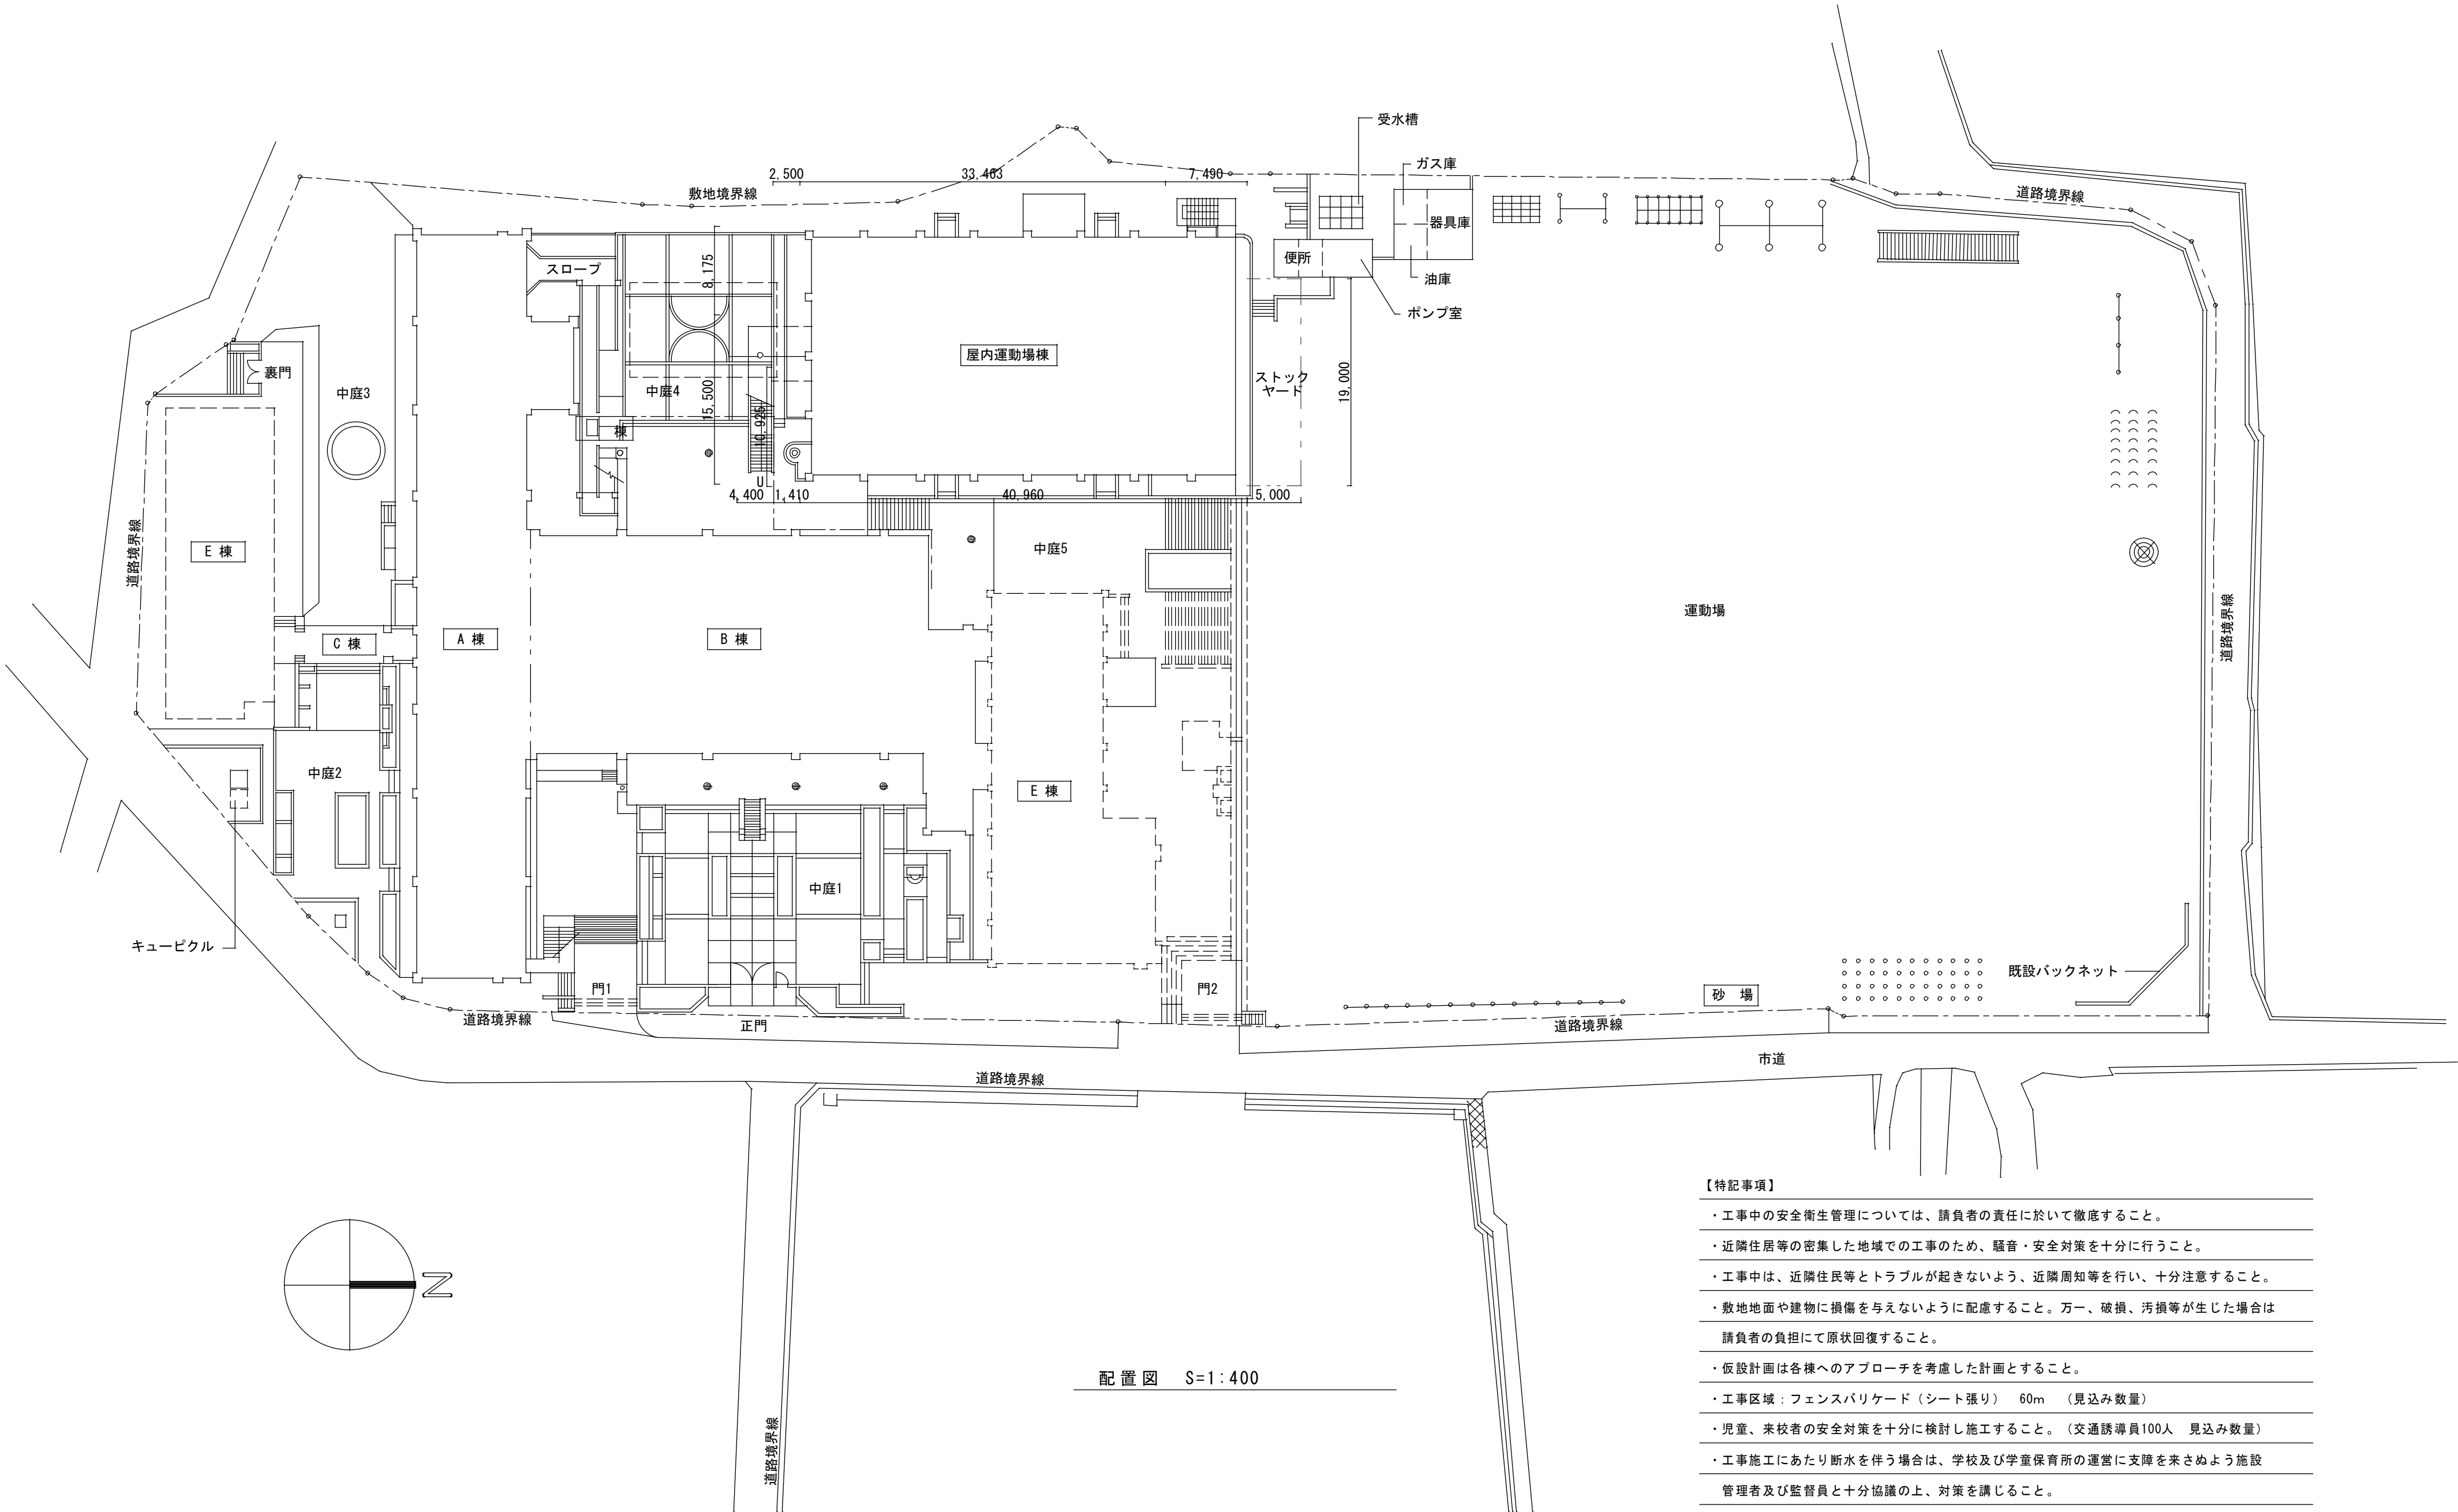 受水槽
ガス庫
2,500
33,463
7,490
敷地境界線
道路境界線
器具庫
スロープ
8,175
便所
油庫
ポンプ室
屋内運動場棟
裏門
中庭3
中庭4
15,500
10,925
棟
ストック
ヤード
19,000
U
4,400
1,410
40,960
5,000
道路境界線
E 棟
中庭5
運動場
道路境界線
C 棟
A 棟
B 棟
中庭2
E 棟
中庭1
キュービクル
門1
門2
既設バックネット
砂 場
道路境界線
正門
道路境界線
市道
道路境界線
N
道路境界線
配置図 S=1:400
【特記事項】
・工事中の安全衛生管理については、請負者の責任に於いて徹底すること。
・近隣住居等の密集した地域での工事のため、騒音・安全対策を十分に行うこと。
・工事中は、近隣住民等とトラブルが起きないよう、近隣周知等を行い、十分注意すること。
・敷地地面や建物に損傷を与えないように配慮すること。万一、破損、汚損等が生じた場合は
請負者の負担にて原状回復すること。
・仮設計画は各棟へのアプローチを考慮した計画とすること。
・工事区域：フェンスバリケード（シート張り） 60m （見込み数量）
・児童、来校者の安全対策を十分に検討し施工すること。（交通誘導員100人 見込み数量）
・工事施工にあたり断水を伴う場合は、学校及び学童保育所の運営に支障を来さぬよう施設
管理者及び監督員と十分協議の上、対策を講じること。